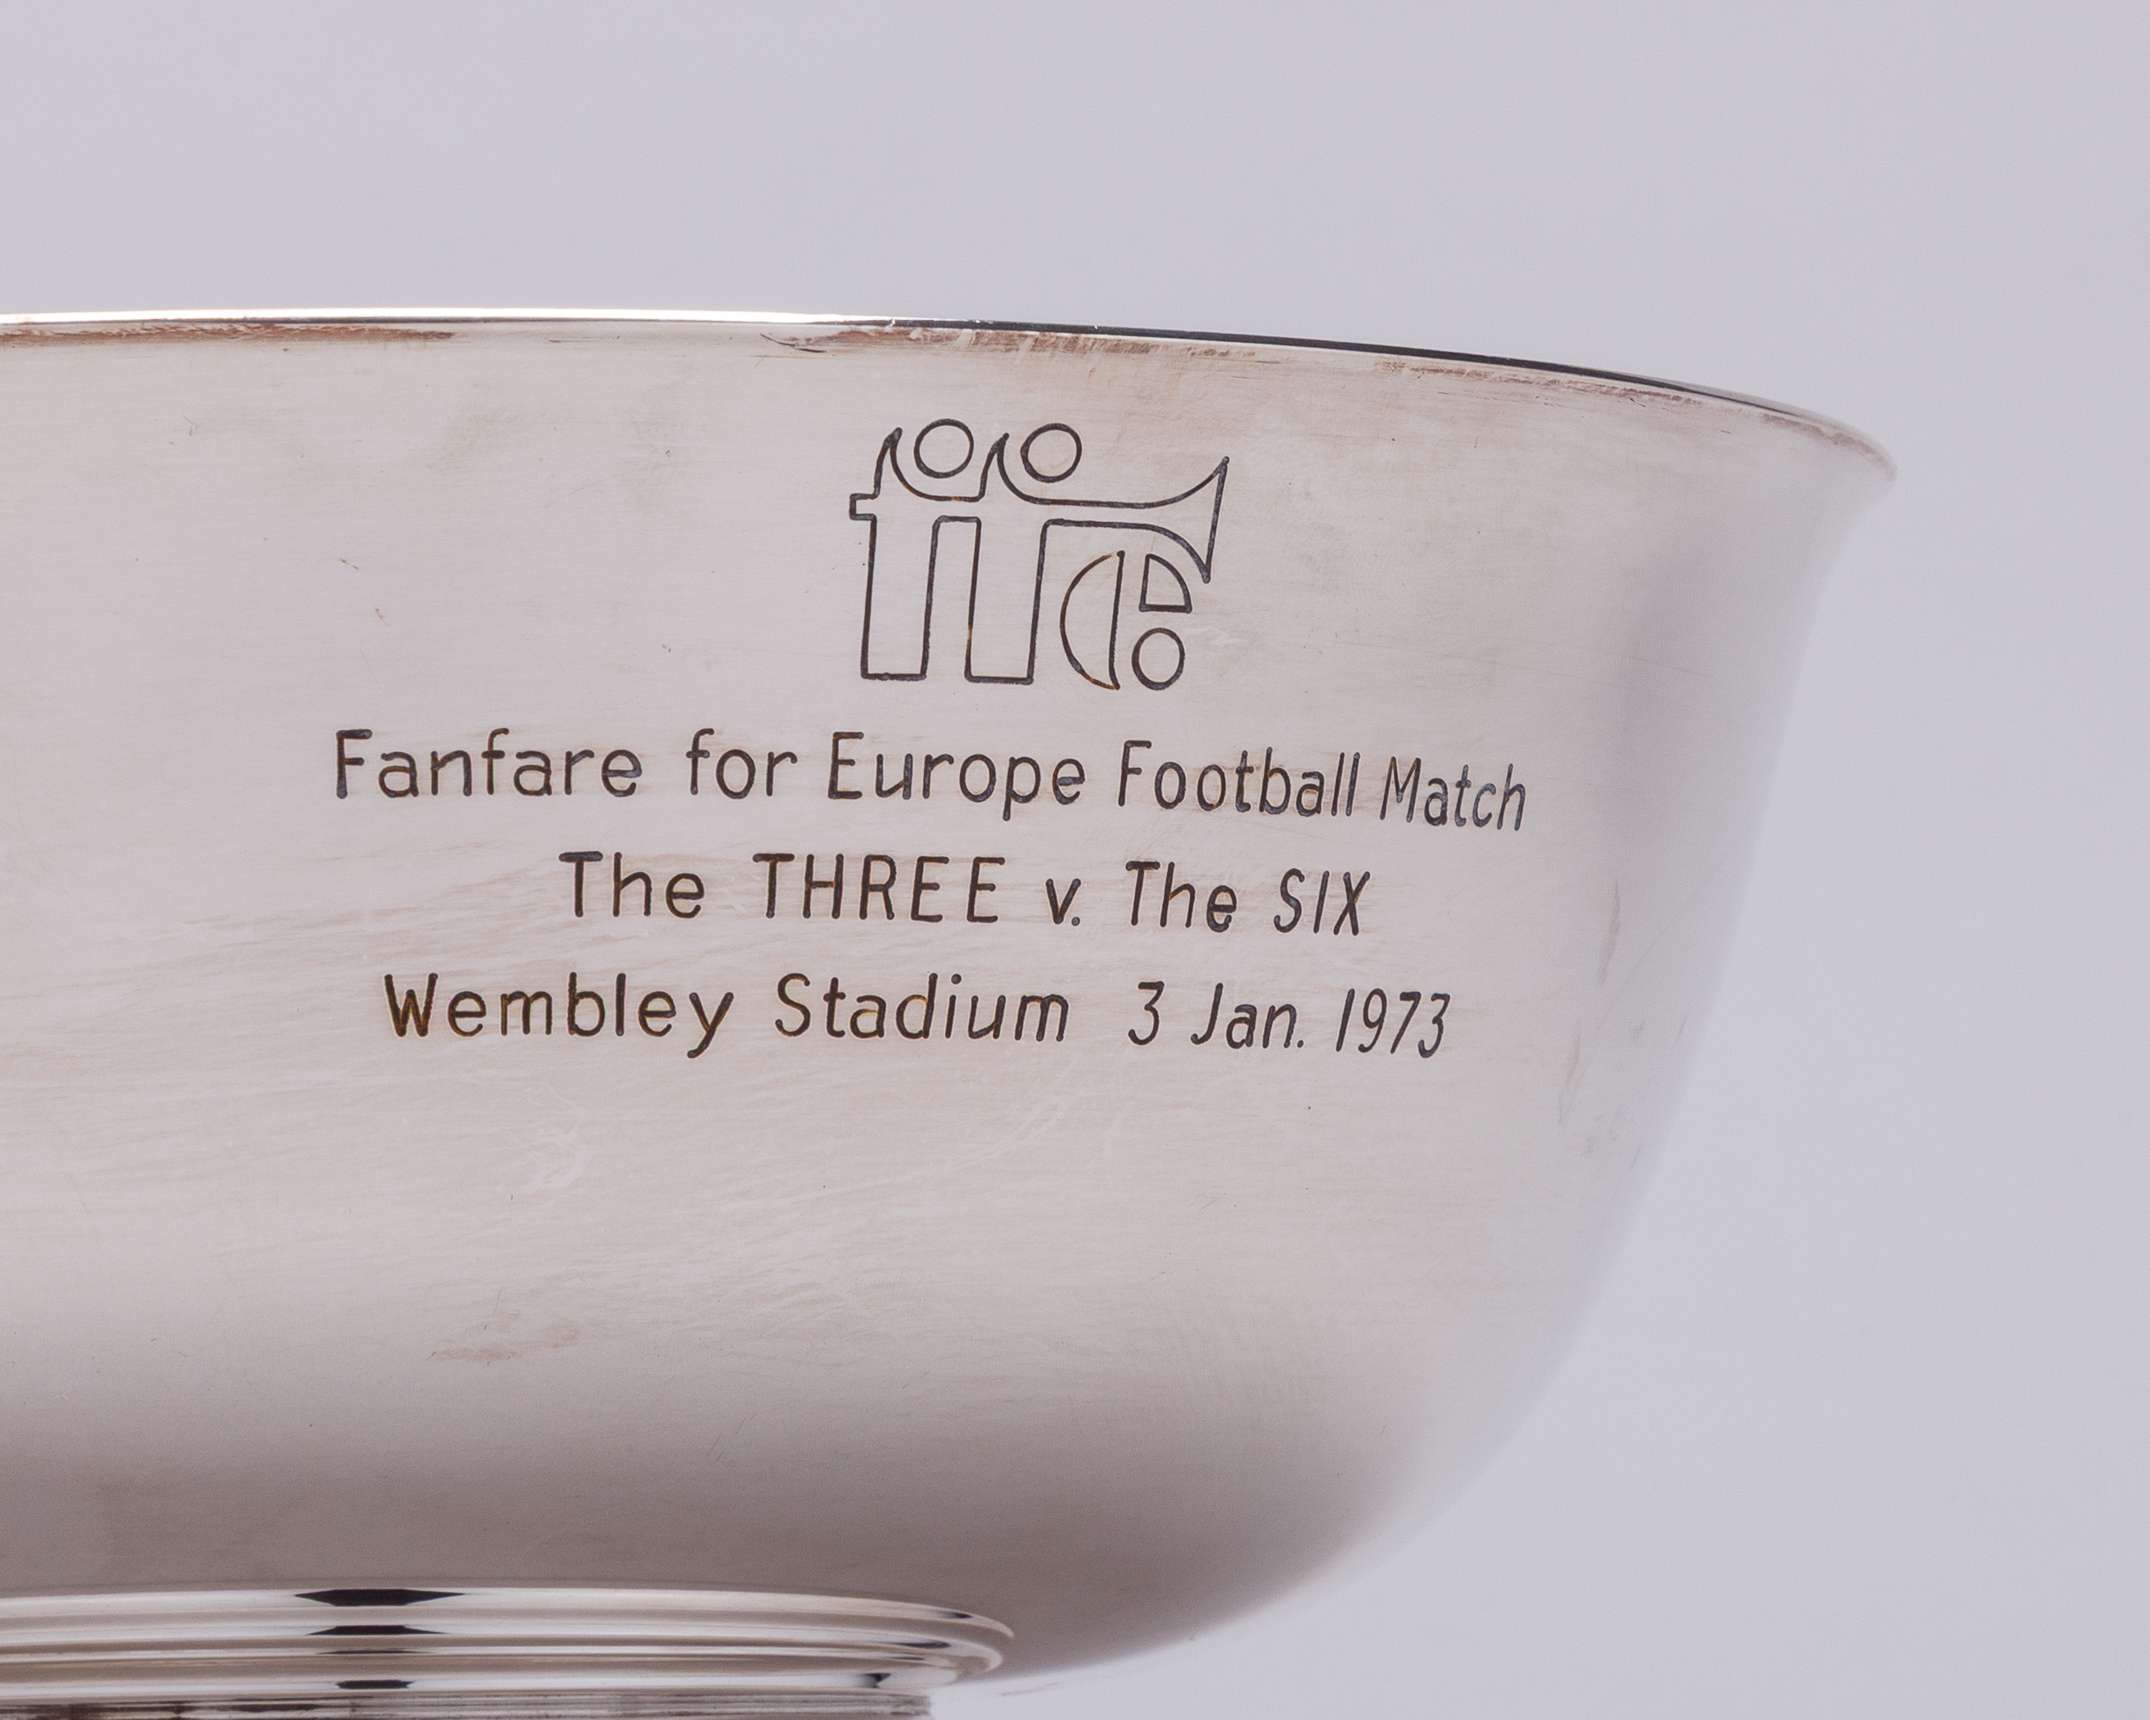 Fanfare for Europe Football Match
The THREE v. The SIX
Wembley Stadium 3 Jan. 1973